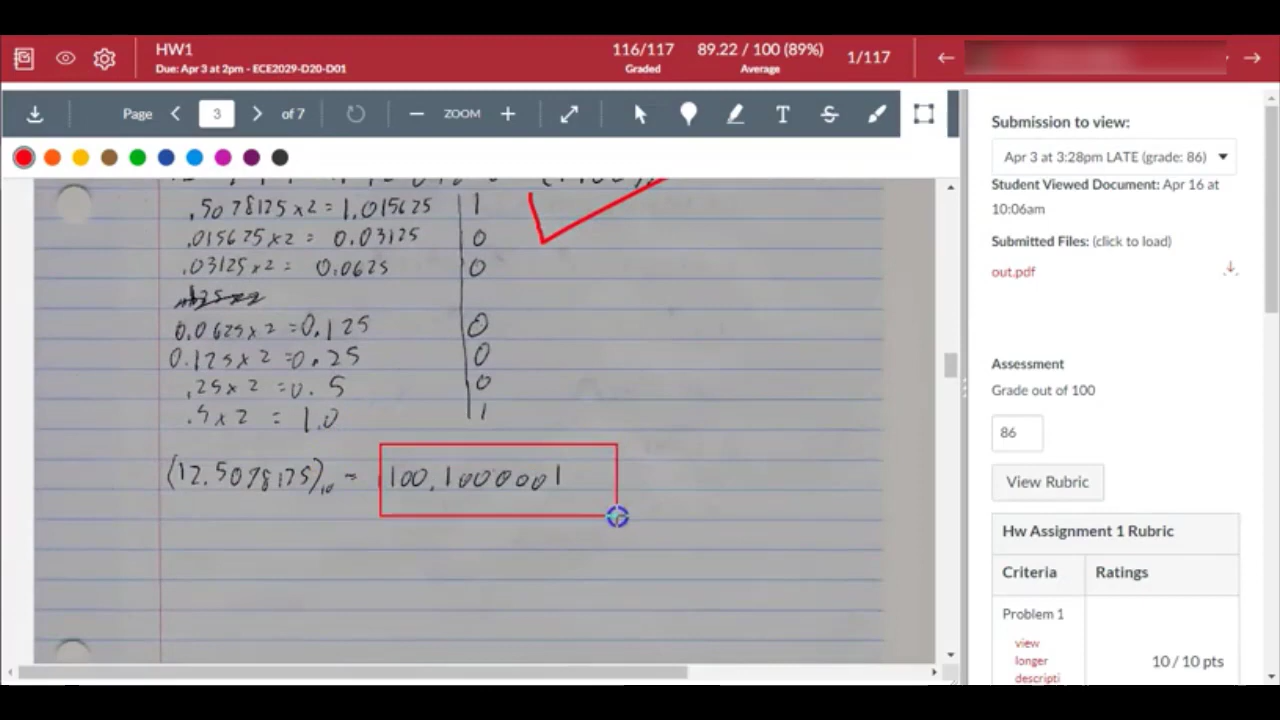 HW1
Due: Apr 3 at 2pm - ECE2029-D20-D01
116/117
Graded
89.22 / 100 (89%)
Average
1/117
Page
3
of 7
ZOOM
T
S
.5078125 x 2 = 1.015625 | 1
.015625 x 2 = 0.03125 | 0
.03125 x 2 = 0.0625 | 0
0.0625 x 2 = 0.125 | 0
0.125 x 2 = 0.25 | 0
.25 x 2 = 0.5 | 0
.5 x 2 = 1.0 | 1
(12.5078125)10 = 100.1000001
Submission to view:
Apr 3 at 3:28pm LATE (grade: 86)
Student Viewed Document: Apr 16 at
10:06am
Submitted Files: (click to load)
out.pdf
Assessment
Grade out of 100
86
View Rubric
Hw Assignment 1 Rubric
Criteria
Ratings
Problem 1
view
longer
descripti
10 / 10 pts